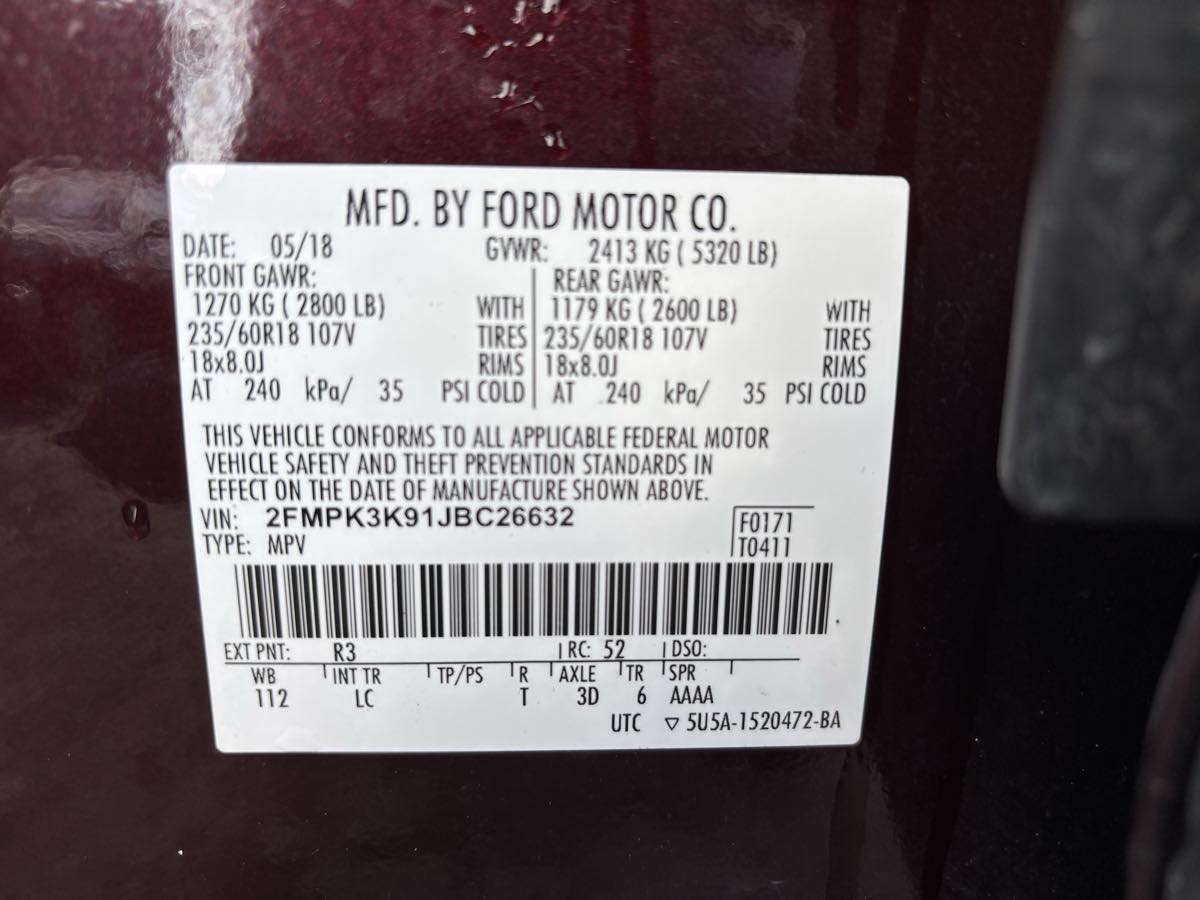 MFD. BY FORD MOTOR CO.
DATE: 05/18 GVWR: 2413 KG ( 5320 LB)
FRONT GAWR: REAR GAWR:
1270 KG ( 2800 LB) WITH 1179 KG ( 2600 LB) WITH
235/60R18 107V TIRES 235/60R18 107V TIRES
18x8.0J RIMS 18x8.0J RIMS
AT 240 kPa/ 35 PSI COLD AT 240 kPa/ 35 PSI COLD
THIS VEHICLE CONFORMS TO ALL APPLICABLE FEDERAL MOTOR
VEHICLE SAFETY AND THEFT PREVENTION STANDARDS IN
EFFECT ON THE DATE OF MANUFACTURE SHOWN ABOVE.
VIN: 2FMPK3K91JBC26632 F0171
TYPE: MPV T0411
EXT PNT: R3 RC: 52 DSO:
WB INT TR TP/PS R AXLE TR SPR
112 LC T 3D 6 AAAA
UTC ▽ 5U5A-1520472-BA